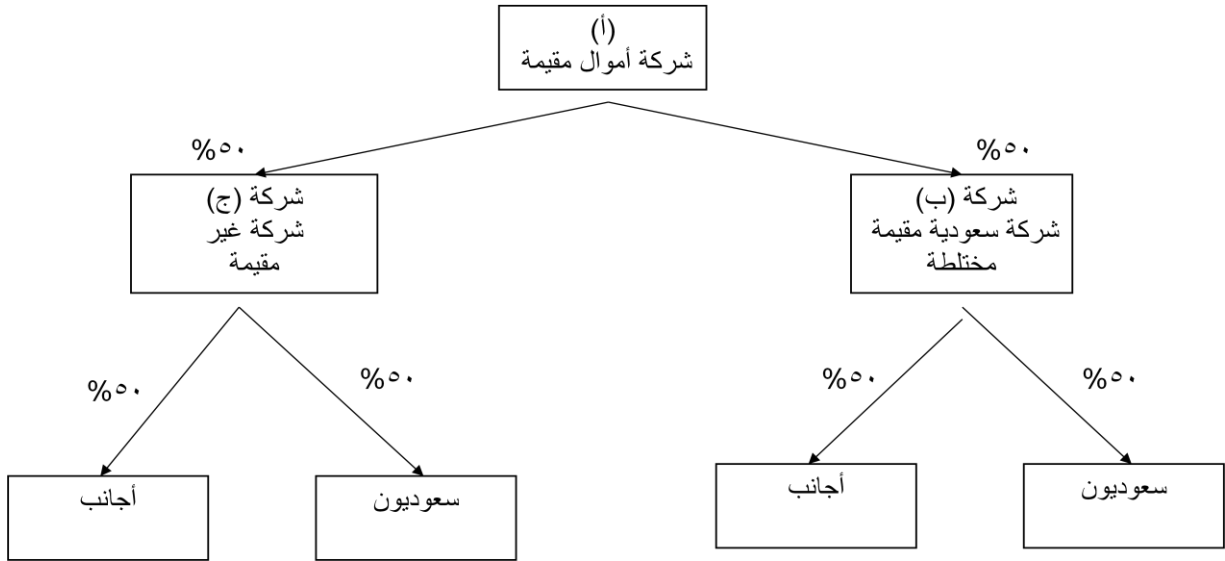 (أ)
شركة أموال مقيمة
%٥٠
%٥٠
شركة (ب)
شركة سعودية مقيمة
مختلطة
شركة (ج)
شركة غير
مقيمة
%٥٠
%٥٠
%٥٠
%٥٠
سعوديون
أجانب
سعوديون
أجانب